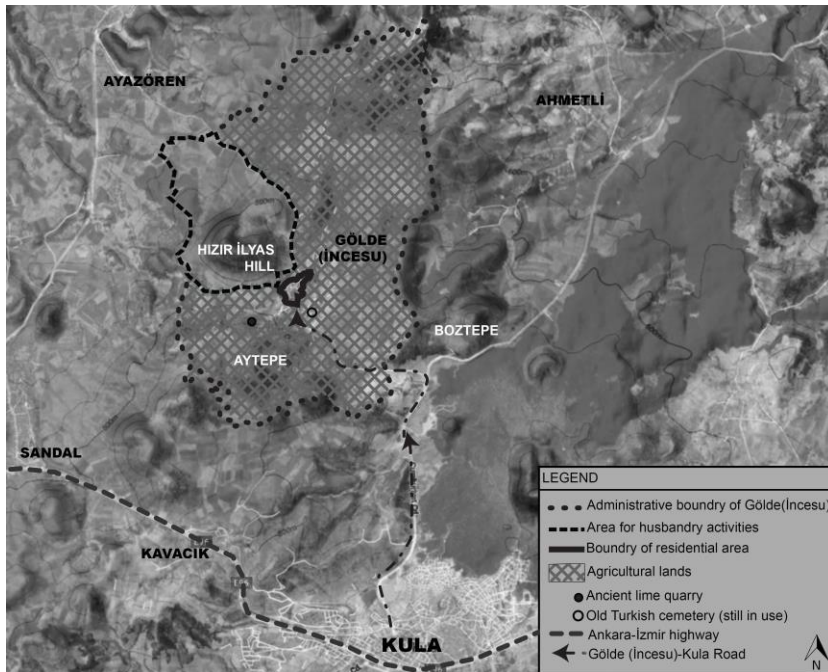 AYAZÖREN
AHMETLİ
HIZIR İLYAS
HILL
GÖLDE
(İNCESU)
BOZTEPE
AYTEPE
SANDAL
KAVACIK
KULA
LEGEND
Administrative boundry of Gölde(İncesu)
Area for husbandry activities
Boundry of residential area
Agricultural lands
Ancient lime quarry
Old Turkish cemetery (still in use)
Ankara-İzmir highway
Gölde (İncesu)-Kula Road
N